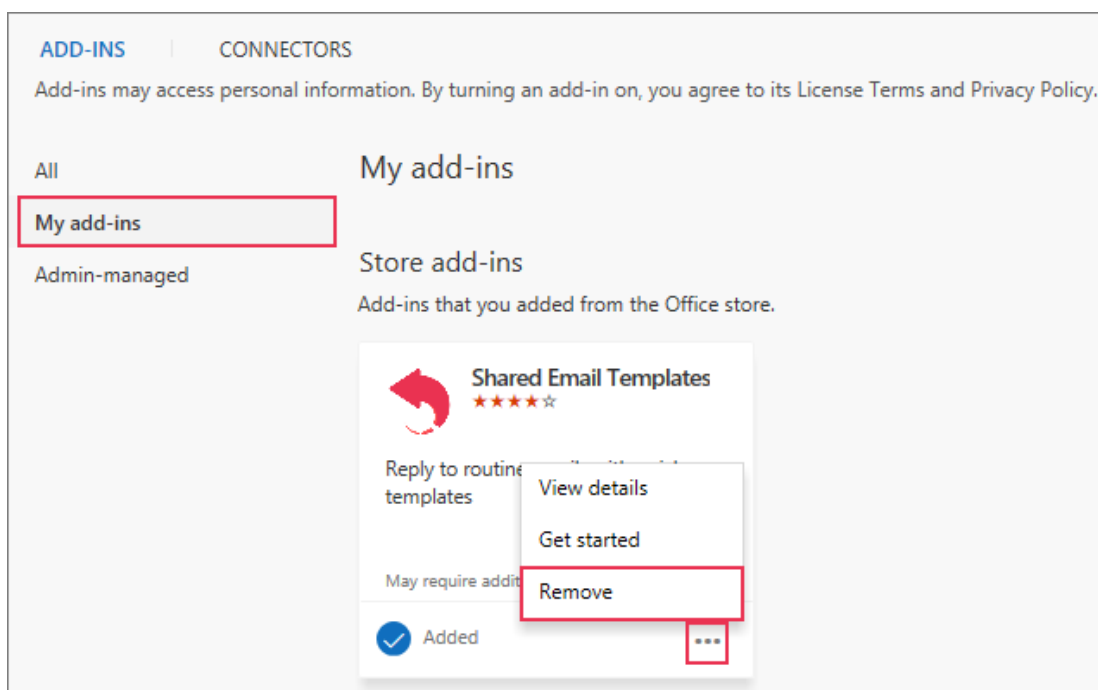 ADD-INS CONNECTORS
Add-ins may access personal information. By turning an add-in on, you agree to its License Terms and Privacy Policy.
All
My add-ins
My add-ins
Admin-managed
Store add-ins
Add-ins that you added from the Office store.
Shared Email Templates
Reply to routine
templates
View details
Get started
May require
Remove
Added